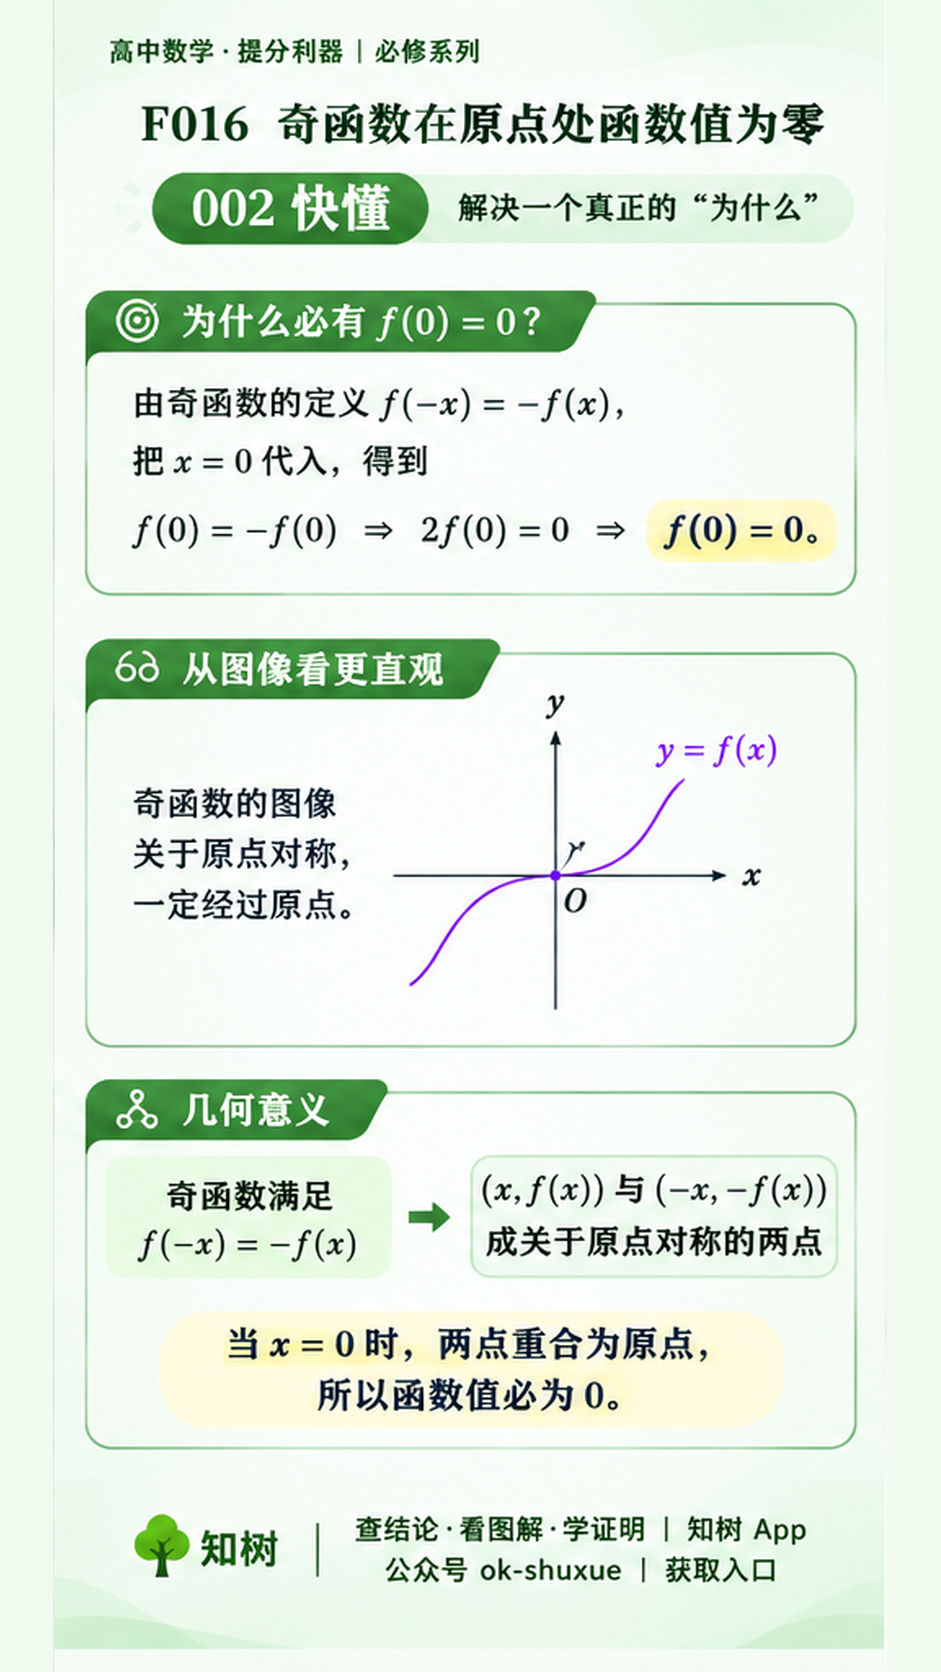 高中数学·提分利器｜必修系列
F016 奇函数在原点处函数值为零
002 快懂
解决一个真正的“为什么”
为什么必有 f(0) = 0？
由奇函数的定义 f(−x) = −f(x)，
把 x = 0 代入，得到
f(0) = −f(0) ⇒ 2f(0) = 0 ⇒ f(0) = 0。
从图像看更直观
y
y = f(x)
奇函数的图像
关于原点对称，
一定经过原点。
x
O
几何意义
奇函数满足
f(−x) = −f(x)
(x, f(x)) 与 (−x, −f(x))
成关于原点对称的两点
当 x = 0 时，两点重合为原点，
所以函数值必为 0。
知树
查结论·看图解·学证明｜知树 App
公众号 ok-shuxue｜获取入口